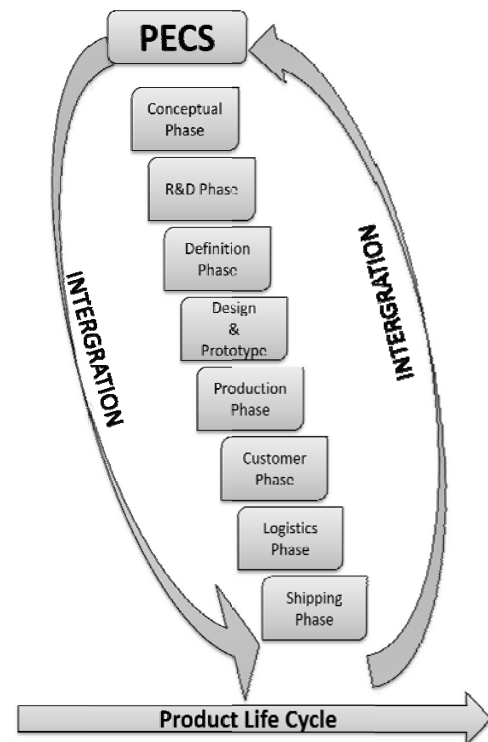 PECS
Conceptual
Phase
R&D Phase
Definition
Phase
Design
&
Prototype
Production
Phase
Customer
Phase
Logistics
Phase
Shipping
Phase
INTERGRATION
INTERGRATION
Product Life Cycle